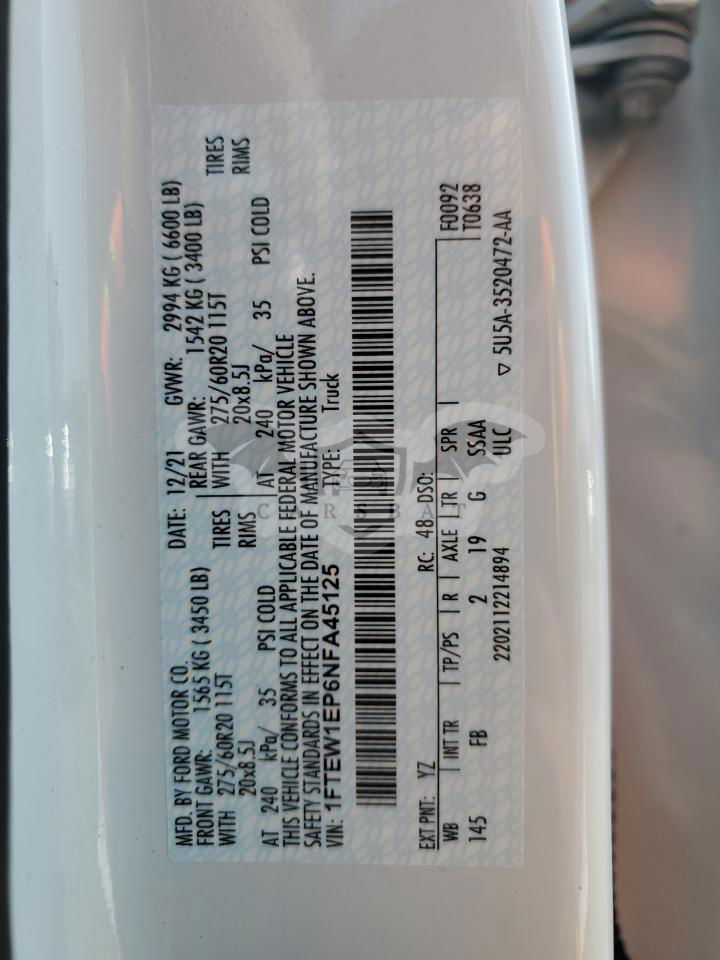 MFD. BY FORD MOTOR CO. DATE: 12/21 GVWR: 2994 KG ( 6600 LB)
FRONT GAWR: 1565 KG ( 3450 LB) REAR GAWR: 1542 KG ( 3400 LB)
WITH 275/60R20 115T TIRES WITH 275/60R20 115T TIRES
20x8.5J RIMS 20x8.5J RIMS
AT 240 kPa/ 35 PSI COLD AT 240 kPa/ 35 PSI COLD
THIS VEHICLE CONFORMS TO ALL APPLICABLE FEDERAL MOTOR VEHICLE
SAFETY STANDARDS IN EFFECT ON THE DATE OF MANUFACTURE SHOWN ABOVE.
VIN: 1FTEW1EP6NFA45125 TYPE: Truck
CARSBAT
EXT PNT: YZ RC: 48 DSO: F0092
WB INT TR TP/PS R AXLE TR SPR T0638
145 FB 2 19 G SSAA
2202112214894 ULC ▽ 5U5A-3520472-AA